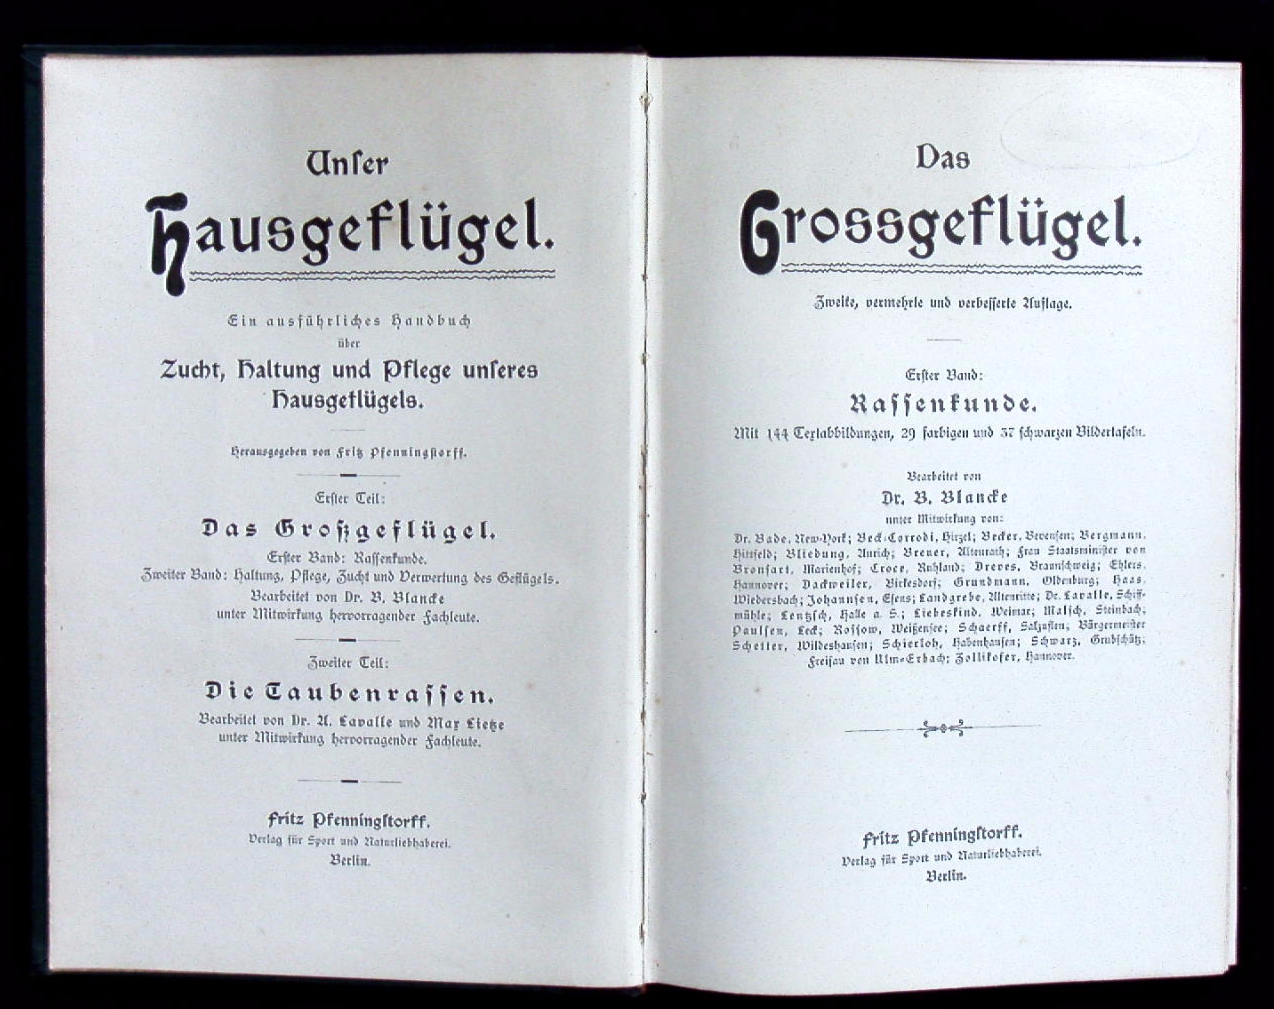 Unſer
Hausgeflügel.
Ein ausführliches Handbuch
über
Zucht, Haltung und Pflege unſeres
Hausgeflügels.
Herausgegeben von Fritz Pfenningſtorff.
Erſter Teil:
Das Großgeflügel.
Erſter Band: Raſſenkunde.
Zweiter Band: Haltung, Pflege, Zucht und Verwertung des Geflügels.
Bearbeitet von Dr. B. Blancke
unter Mitwirkung hervorragender Fachleute.
Zweiter Teil:
Die Taubenraſſen.
Bearbeitet von Dr. A. Lavalle und Max Lietze
unter Mitwirkung hervorragender Fachleute.
Fritz Pfenningſtorff.
Verlag für Sport und Naturliebhaberei.
Berlin.
Das
Grossgeflügel.
Zweite, vermehrte und verbeſſerte Auflage.
Erſter Band:
Raſſenkunde.
Mit 144 Textabbildungen, 29 farbigen und 37 ſchwarzen Bildertafeln.
Bearbeitet von
Dr. B. Blancke
unter Mitwirkung von:
Dr. Bade, New-York; Beck-Corrodi, Hirzel; Becker, Bevenſen; Bergmann,
Hittfeld; Bliedung, Aurich; Breuer, Altenrath; Frau Staatsminiſter von
Bronſart, Marienhof; Croce, Ruhland; Dreves, Braunſchweig; Ehlers,
Hannover; Dackweiler, Birkesdorf; Grundmann, Oldenburg; Haas,
Wiedersbach; Johannſen, Eſens; Landgrebe, Altenritte; Dr. Lavalle, Schiff-
mühle; Lentzſch, Halle a. S.; Liebeskind, Weimar; Malſch, Steinbach;
Paulſen, Leck; Roſſow, Weißenſee; Schaerff, Salzuflen; Bürgermeiſter
Schetter, Wildeshauſen; Schierloh, Habenhauſen; Schwarz, Grubſchütz;
Freifau von Ulm-Erbach; Zollikofer, Hannover.
Fritz Pfenningſtorff.
Verlag für Sport und Naturliebhaberei.
Berlin.